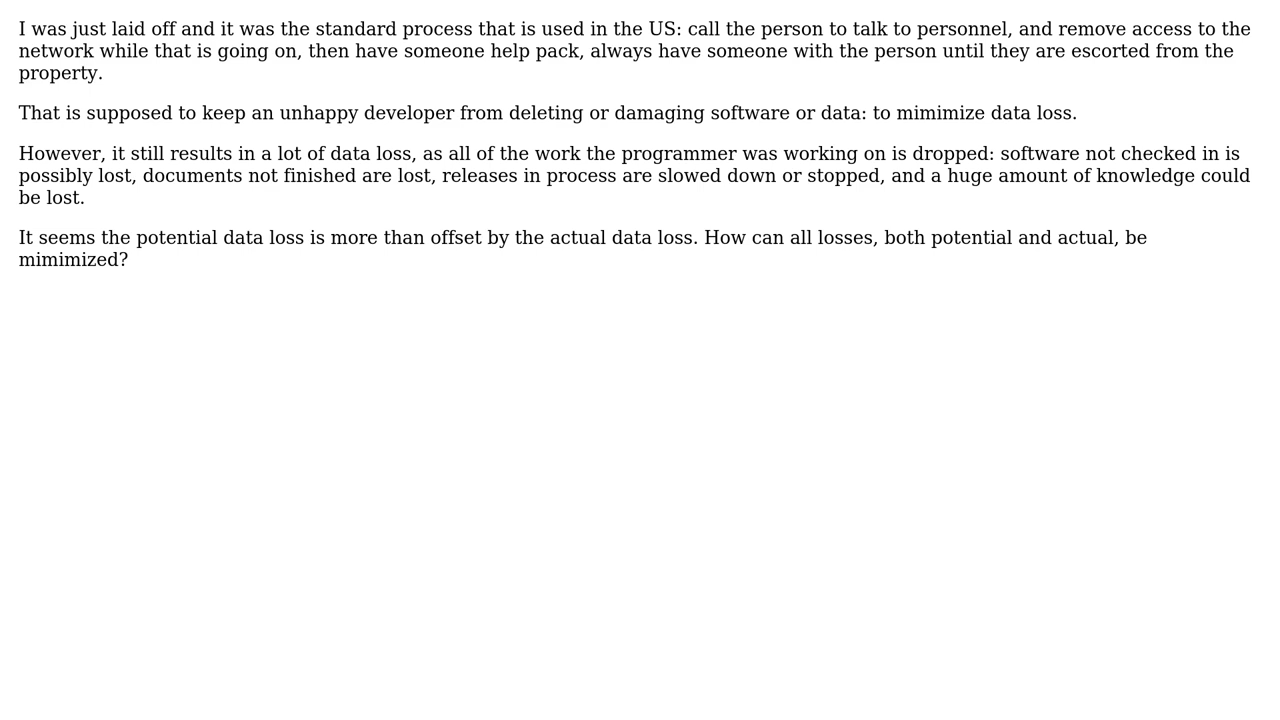 I was just laid off and it was the standard process that is used in the US: call the person to talk to personnel, and remove access to the
network while that is going on, then have someone help pack, always have someone with the person until they are escorted from the
property.
That is supposed to keep an unhappy developer from deleting or damaging software or data: to mimimize data loss.
However, it still results in a lot of data loss, as all of the work the programmer was working on is dropped: software not checked in is
possibly lost, documents not finished are lost, releases in process are slowed down or stopped, and a huge amount of knowledge could
be lost.
It seems the potential data loss is more than offset by the actual data loss. How can all losses, both potential and actual, be
mimimized?